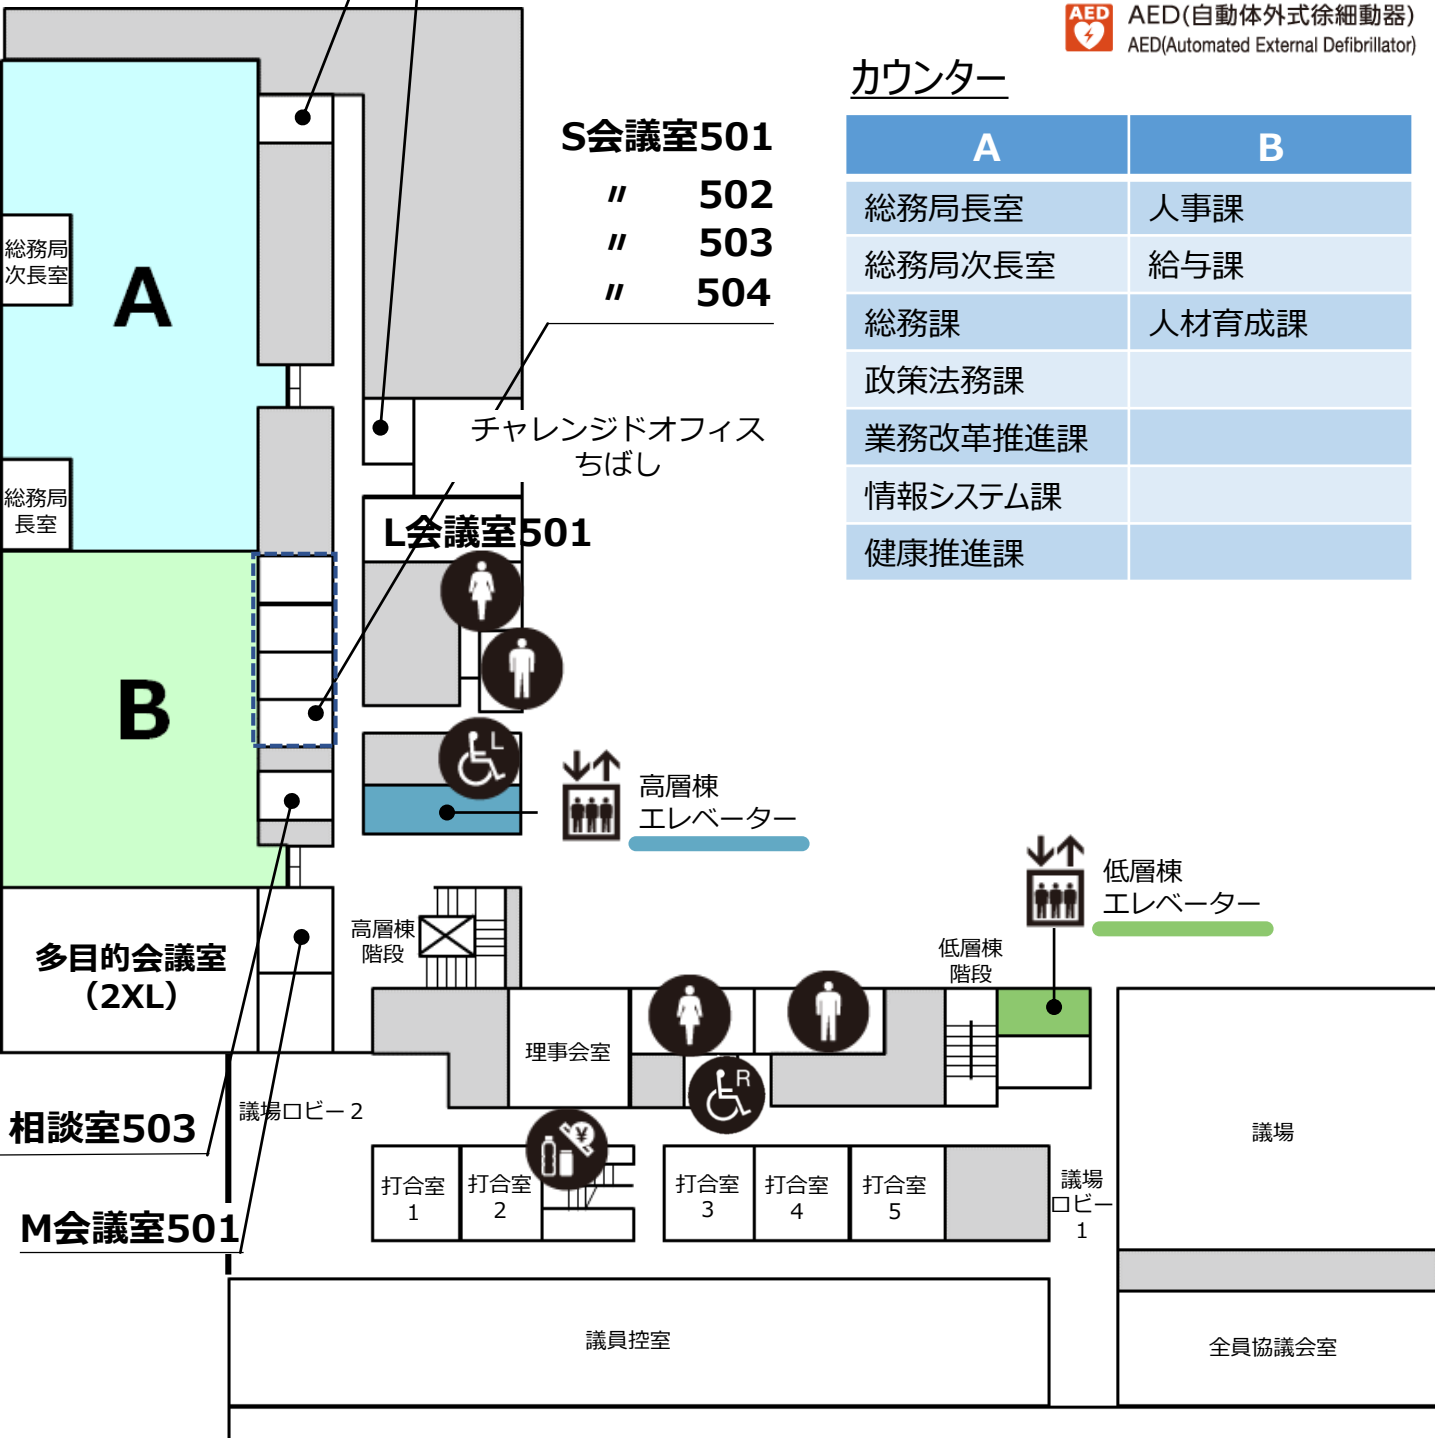 AED
AED(自動体外式徐細動器)
AED(Automated External Defibrillator)
カウンター
A
B
総務局長室
人事課
総務局次長室
給与課
総務課
人材育成課
政策法務課
業務改革推進課
情報システム課
健康推進課
S会議室501
〃 502
〃 503
〃 504
総務局
次長室
A
チャレンジドオフィス
ちばし
総務局
長室
L会議室501
B
L
高層棟
エレベーター
低層棟
エレベーター
多目的会議室
（2XL）
高層棟
階段
低層棟
階段
理事会室
R
相談室503
議場ロビー２
¥
議場
打合室
1
打合室
2
打合室
3
打合室
4
打合室
5
議場
ロビー
1
M会議室501
議員控室
全員協議会室